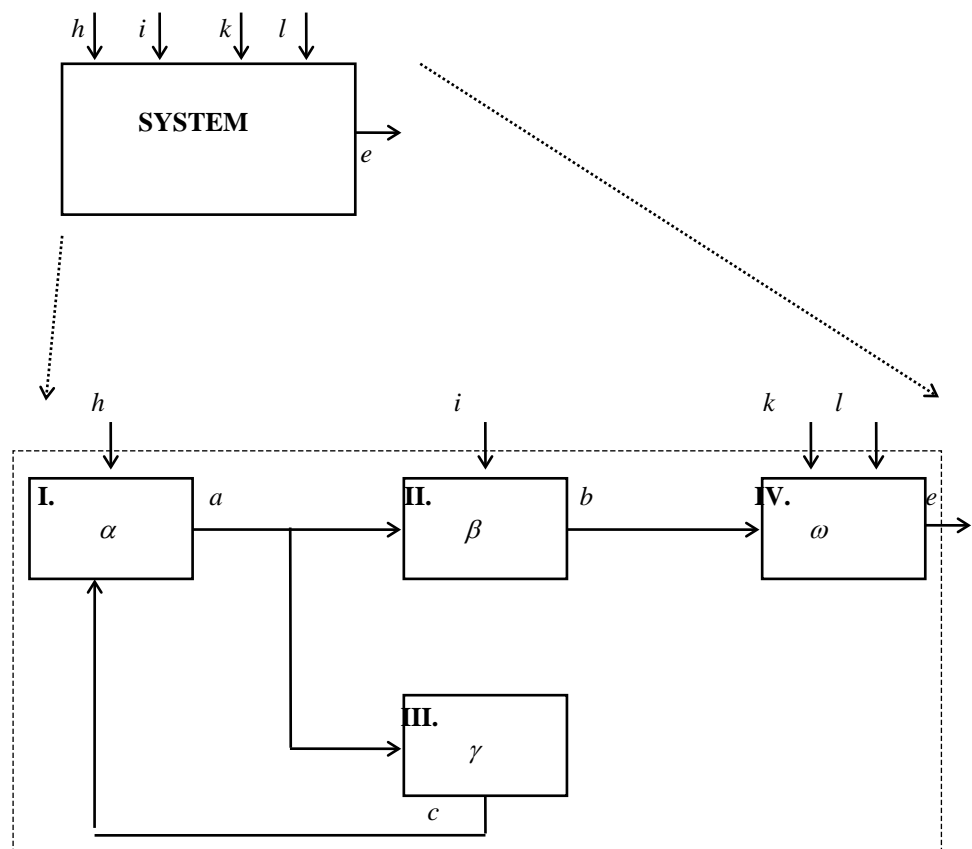 h i k l
SYSTEM
e
h i k l
I. a II. b IV. e
α β ω
III.
γ
c